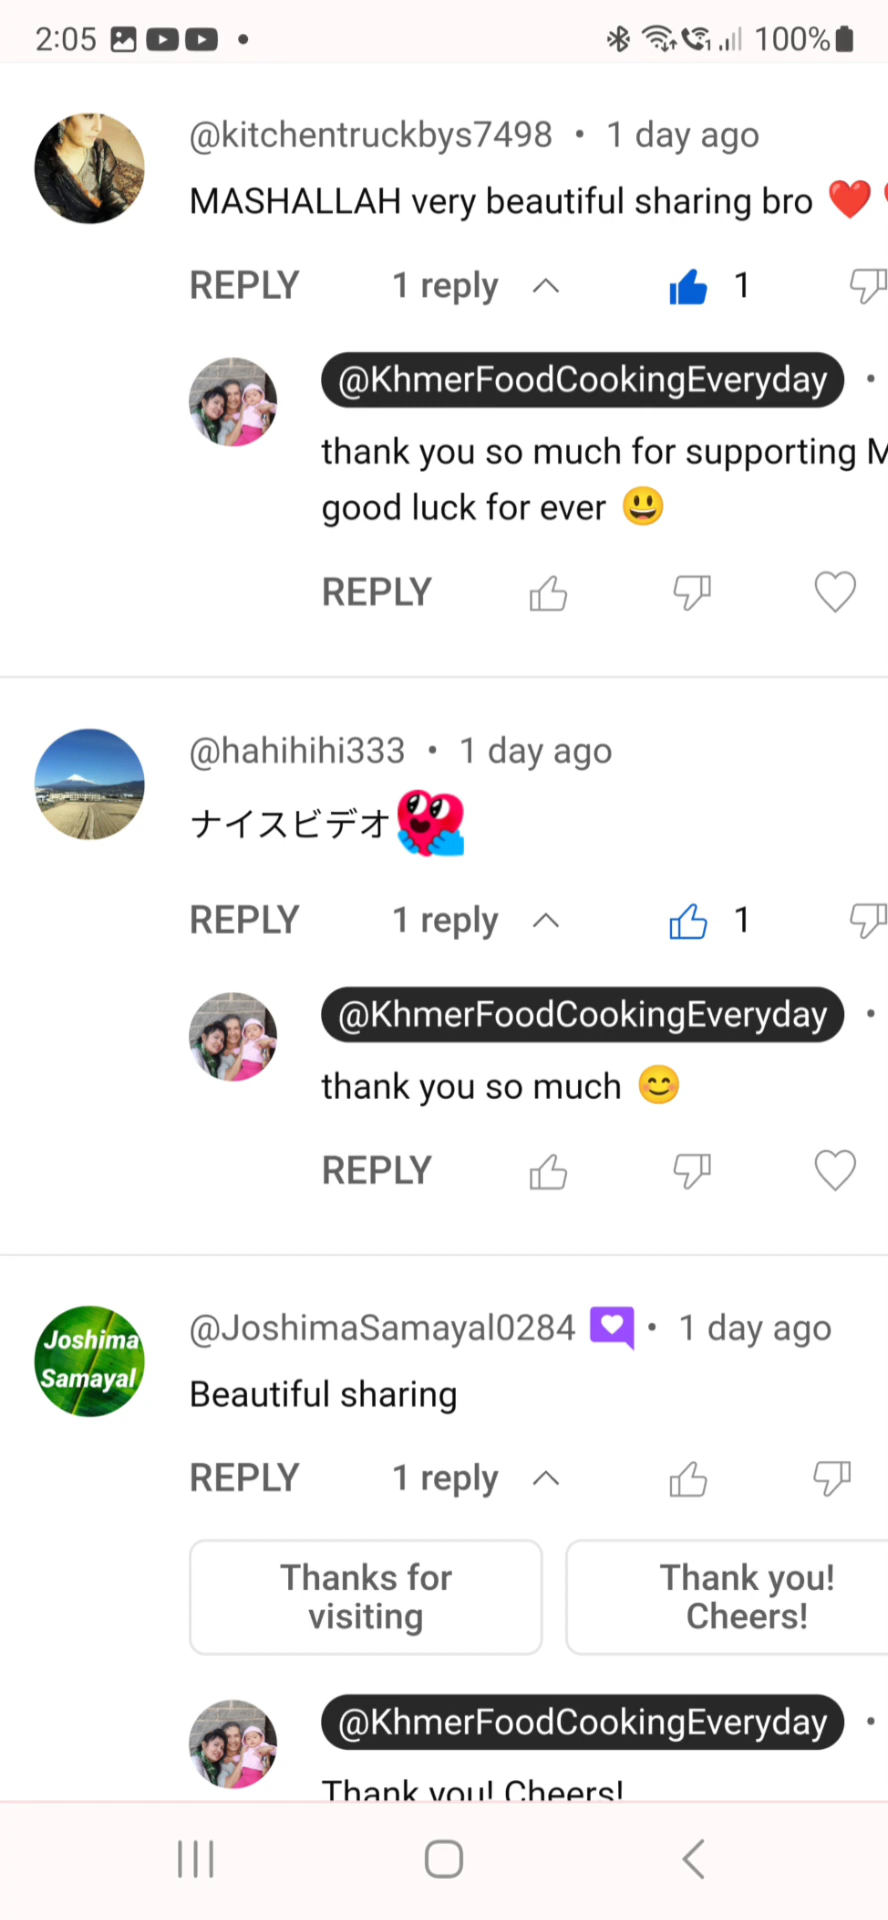 2:05
100%
@kitchentruckbys7498 • 1 day ago
MASHALLAH very beautiful sharing bro ❤️
REPLY 1 reply 1
@KhmerFoodCookingEveryday •
thank you so much for supporting
good luck for ever 😃
REPLY
@hahihihi333 • 1 day ago
ナイスビデオ
REPLY 1 reply 1
@KhmerFoodCookingEveryday •
thank you so much 😊
REPLY
Joshima
Samayal
@JoshimaSamayal0284 • 1 day ago
Beautiful sharing
REPLY 1 reply
Thanks for
visiting
Thank you!
Cheers!
@KhmerFoodCookingEveryday •
Thank you! Cheers!